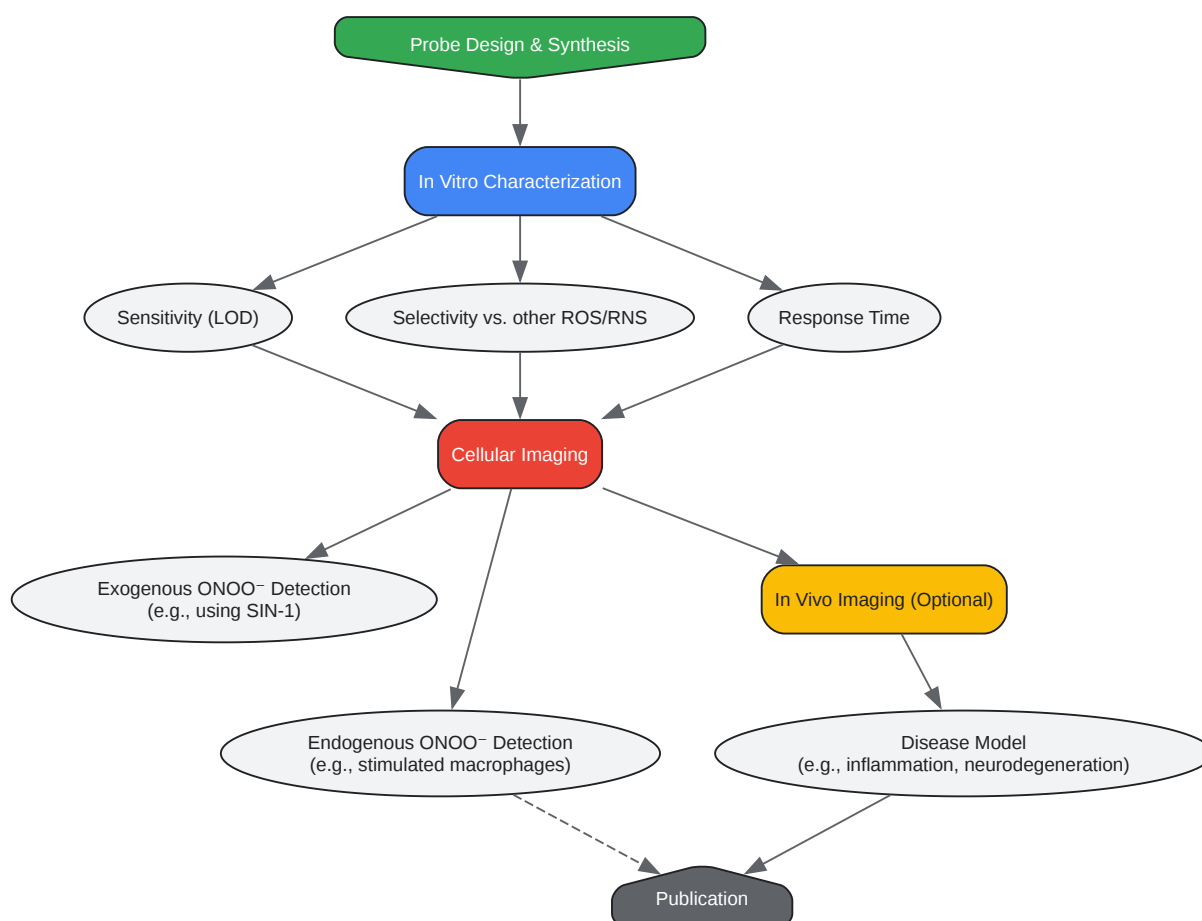 Probe Design & Synthesis
In Vitro Characterization
Sensitivity (LOD)
Selectivity vs. other ROS/RNS
Response Time
Cellular Imaging
Exogenous ONOO⁻ Detection
(e.g., using SIN-1)
In Vivo Imaging (Optional)
Endogenous ONOO⁻ Detection
(e.g., stimulated macrophages)
Disease Model
(e.g., inflammation, neurodegeneration)
Publication